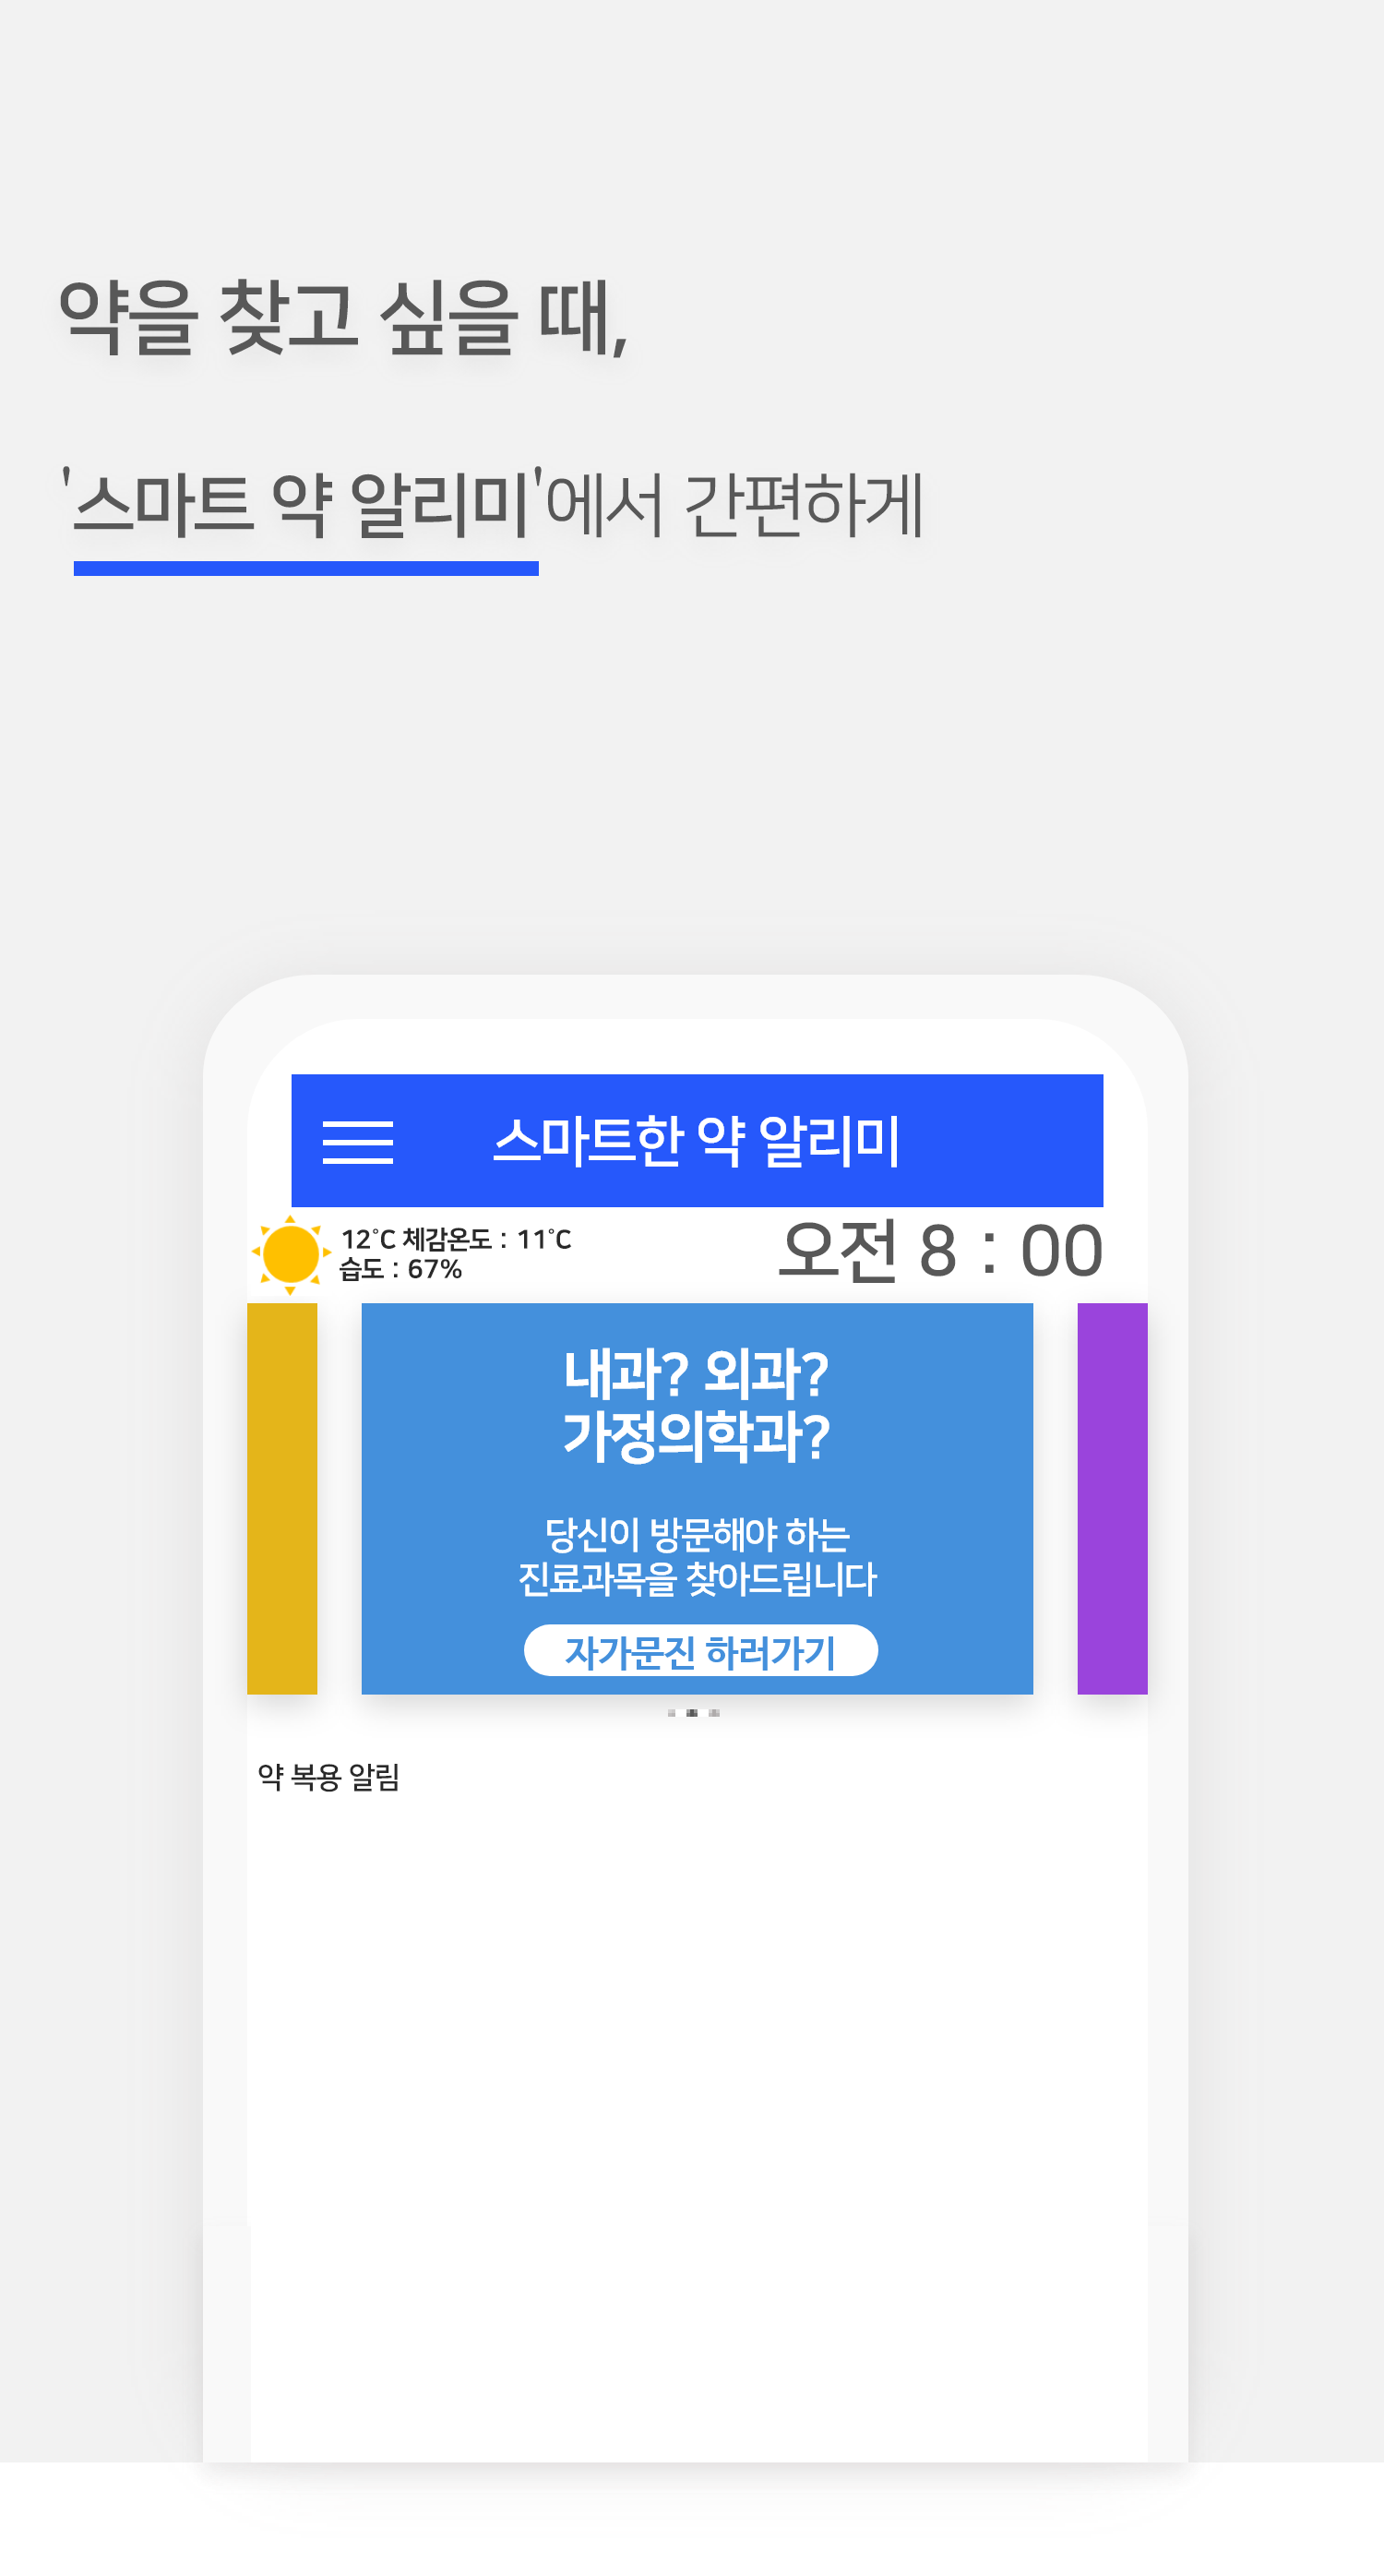 약을 찾고 싶을 때,
'스마트 약 알리미'에서 간편하게
스마트한 약 알리미
12°C 체감온도 : 11°C
습도 : 67%
오전 8 : 00
내과? 외과?
가정의학과?
당신이 방문해야 하는
진료과목을 찾아드립니다
자가문진 하러가기
약 복용 알림